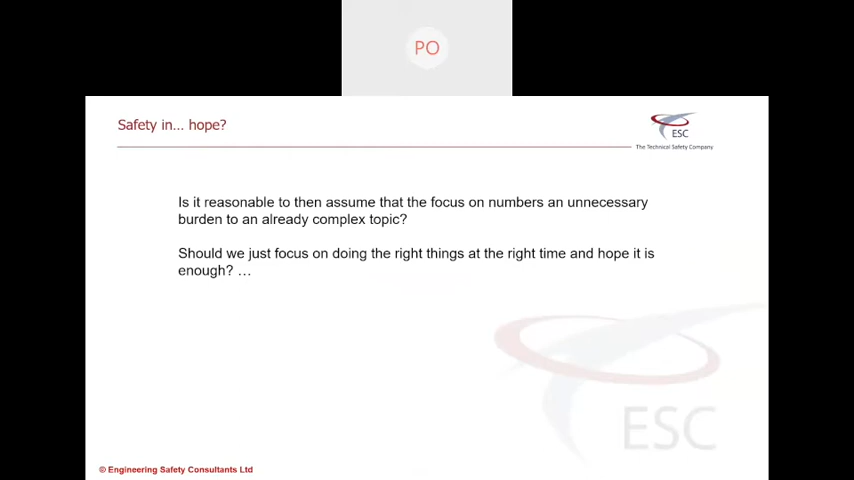 PO
Safety in... hope?
ESC
The Technical Safety Company
Is it reasonable to then assume that the focus on numbers an unnecessary
burden to an already complex topic?
Should we just focus on doing the right things at the right time and hope it is
enough? ...
ESC
© Engineering Safety Consultants Ltd